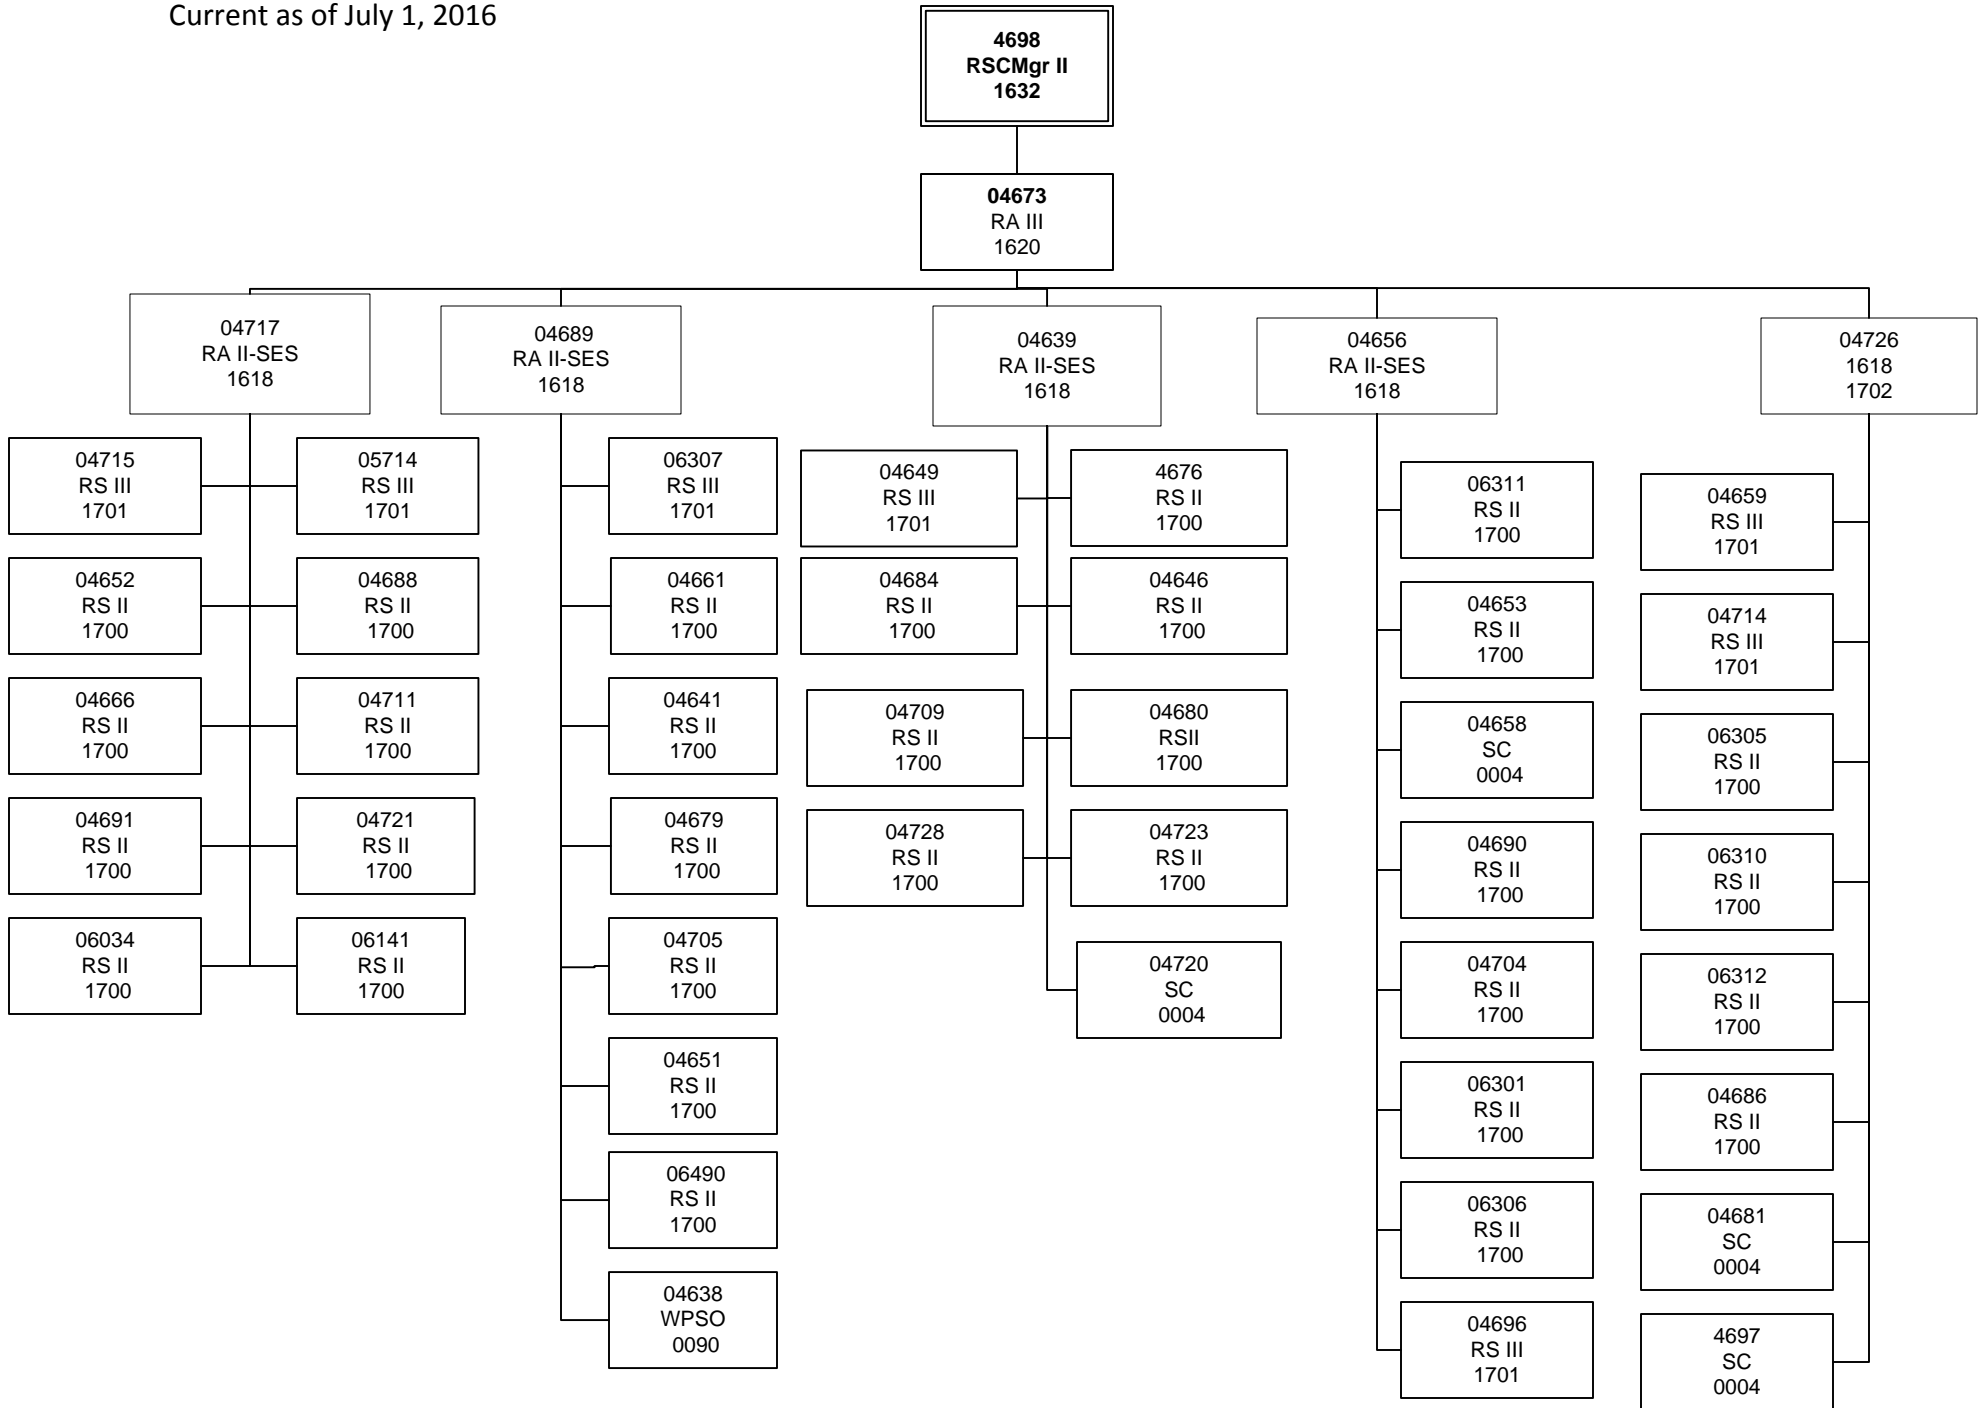 Current as of July 1, 2016
4698
RSCMgr II
1632
04673
RA III
1620
04717
RA II-SES
1618
04689
RA II-SES
1618
04639
RA II-SES
1618
04656
RA II-SES
1618
04726
1618
1702
04715
RS III
1701
05714
RS III
1701
04652
RS II
1700
04688
RS II
1700
04666
RS II
1700
04711
RS II
1700
04691
RS II
1700
04721
RS II
1700
06034
RS II
1700
06141
RS II
1700
06307
RS III
1701
04661
RS II
1700
04641
RS II
1700
04679
RS II
1700
04705
RS II
1700
04651
RS II
1700
06490
RS II
1700
04638
WPSO
0090
04649
RS III
1701
4676
RS II
1700
04684
RS II
1700
04646
RS II
1700
04709
RS II
1700
04680
RSII
1700
04728
RS II
1700
04723
RS II
1700
04720
SC
0004
06311
RS II
1700
04653
RS II
1700
04658
SC
0004
04690
RS II
1700
04704
RS II
1700
06301
RS II
1700
06306
RS II
1700
04696
RS III
1701
04659
RS III
1701
04714
RS III
1701
06305
RS II
1700
06310
RS II
1700
06312
RS II
1700
04686
RS II
1700
04681
SC
0004
4697
SC
0004